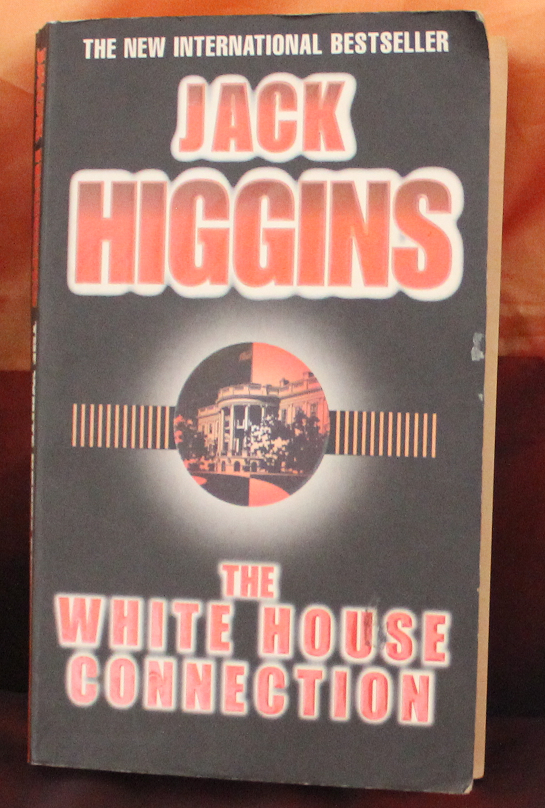 THE NEW INTERNATIONAL BESTSELLER
JACK
HIGGINS
THE
WHITE HOUSE
CONNECTION